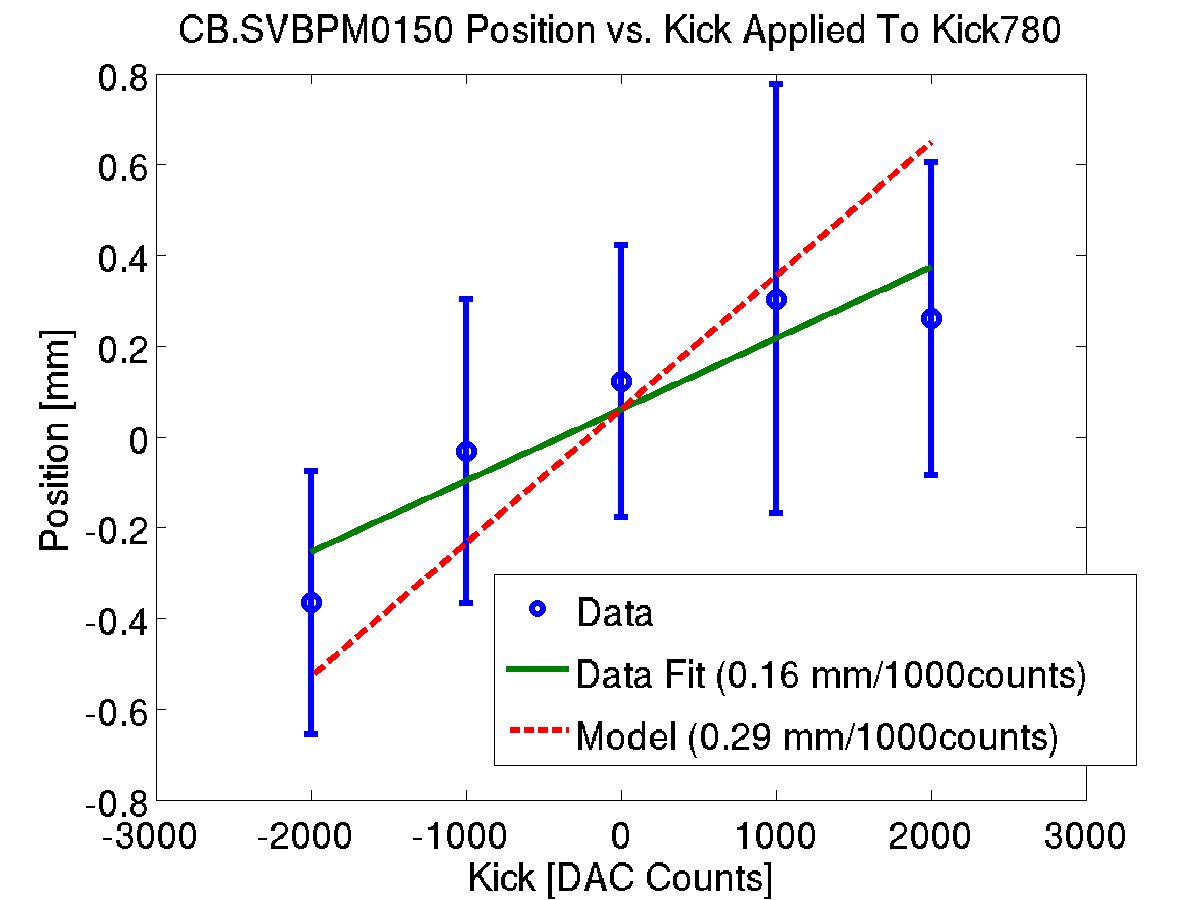 CB.SVBPM0150 Position vs. Kick Applied To Kick780
0.8
0.6
0.4
0.2
0
-0.2
-0.4
-0.6
-0.8
Position [mm]
Data
Data Fit (0.16 mm/1000counts)
Model (0.29 mm/1000counts)
-3000 -2000 -1000 0 1000 2000 3000
Kick [DAC Counts]